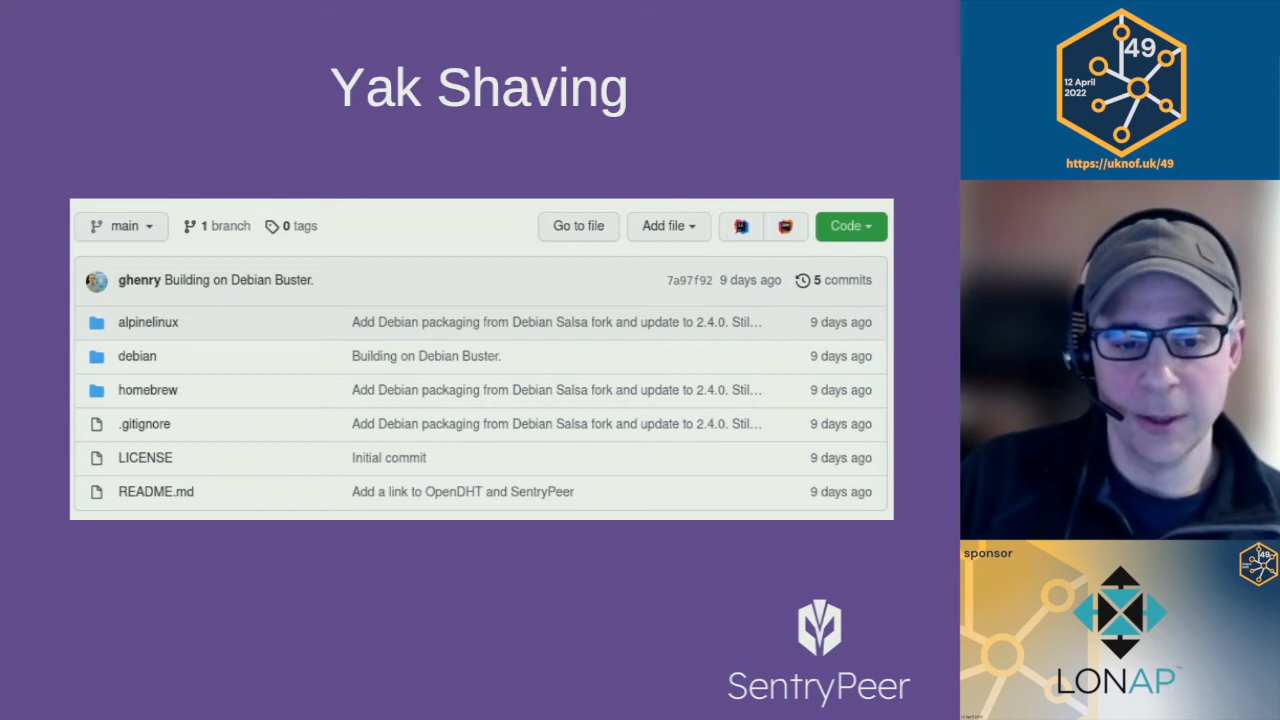 Yak Shaving
main
1 branch
0 tags
Go to file
Add file
Code
ghenry Building on Debian Buster.
7a97f92 9 days ago
5 commits
alpinelinux Add Debian packaging from Debian Salsa fork and update to 2.4.0. Stil... 9 days ago
debian Building on Debian Buster. 9 days ago
homebrew Add Debian packaging from Debian Salsa fork and update to 2.4.0. Stil... 9 days ago
.gitignore Add Debian packaging from Debian Salsa fork and update to 2.4.0. Stil... 9 days ago
LICENSE Initial commit 9 days ago
README.md Add a link to OpenDHT and SentryPeer 9 days ago
SentryPeer
49
12 April
2022
https://uknof.uk/49
sponsor
49
LONAP™